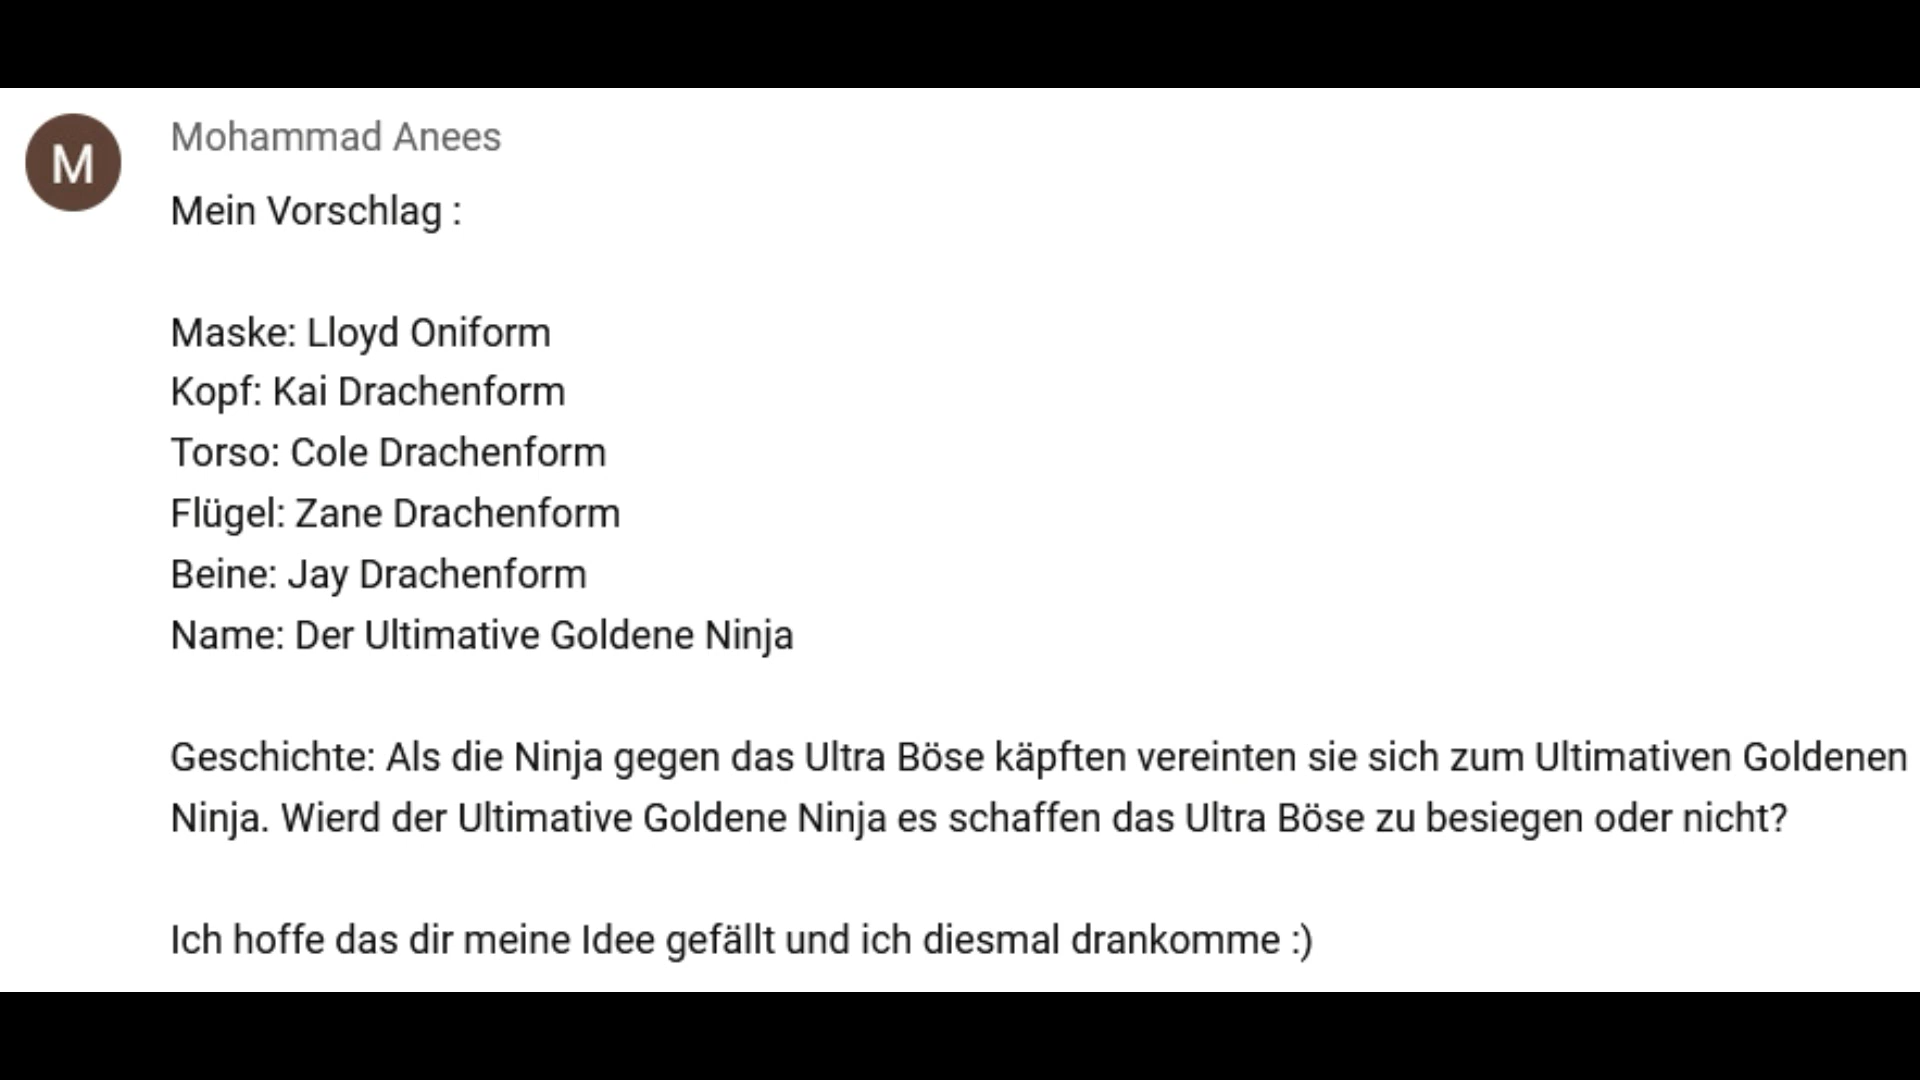 M
Mohammad Anees
Mein Vorschlag :
Maske: Lloyd Oniform
Kopf: Kai Drachenform
Torso: Cole Drachenform
Flügel: Zane Drachenform
Beine: Jay Drachenform
Name: Der Ultimative Goldene Ninja
Geschichte: Als die Ninja gegen das Ultra Böse käpften vereinten sie sich zum Ultimativen Goldenen
Ninja. Wierd der Ultimative Goldene Ninja es schaffen das Ultra Böse zu besiegen oder nicht?
Ich hoffe das dir meine Idee gefällt und ich diesmal drankomme :)